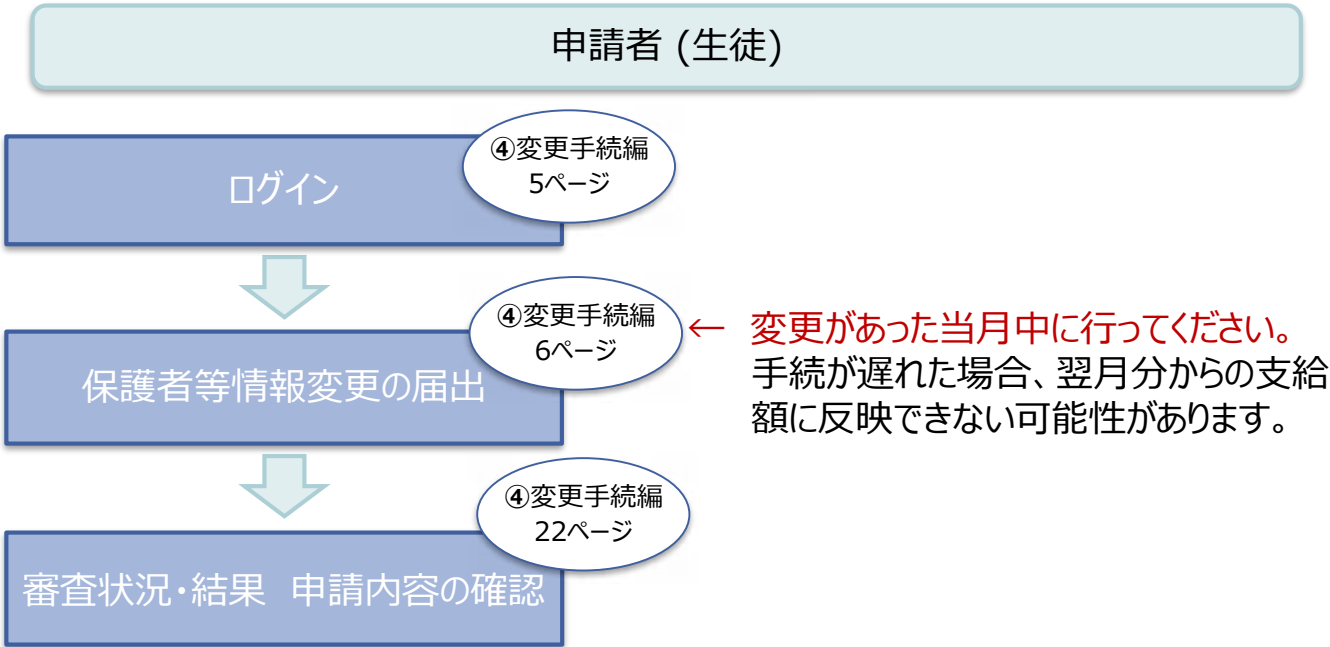 申請者 (生徒)
④変更手続編
5ページ
ログイン
④変更手続編
6ページ
保護者等情報変更の届出
← 変更があった当月中に行ってください。
手続が遅れた場合、翌月分からの支給
額に反映できない可能性があります。
④変更手続編
22ページ
審査状況・結果　申請内容の確認